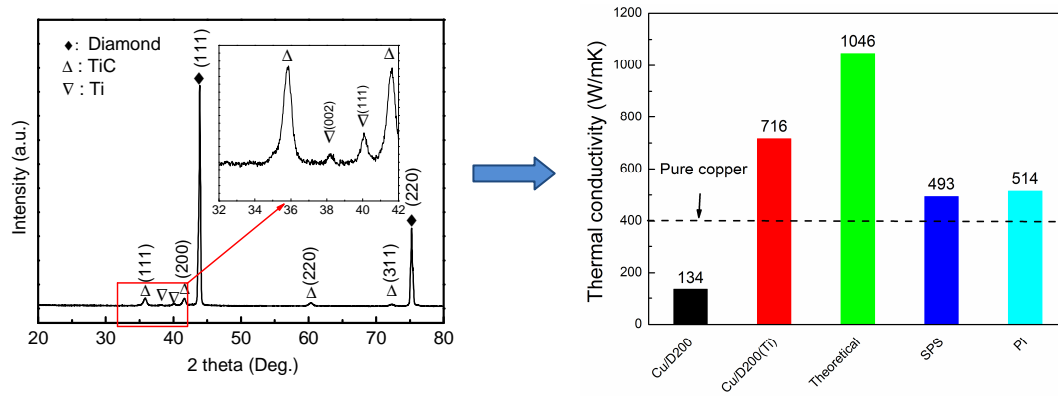 ♦: Diamond
Δ: TiC
∇: Ti
(111)
Δ
Δ
∇(002)
∇(111)
32 34 36 38 40 42
(220)
(111)
(200)
(220)
(311)
Δ ∇ ∇ Δ Δ Δ
20 30 40 50 60 70 80
2 theta (Deg.)
Intensity (a.u.)
Thermal conductivity (W/mK)
1200
1000
800
600
400
200
0
Pure copper
134
716
1046
493
514
Cu/D200
Cu/D200(Ti)
Theoretical
SPS
PI